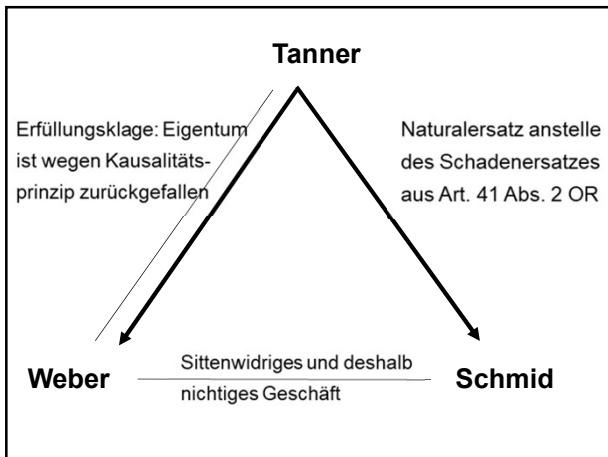 Tanner
Erfüllungsklage: Eigentum
ist wegen Kausalitäts-
prinzip zurückgefallen
Naturalersatz anstelle
des Schadenersatzes
aus Art. 41 Abs. 2 OR
Weber
Sittenwidriges und deshalb
nichtiges Geschäft
Schmid